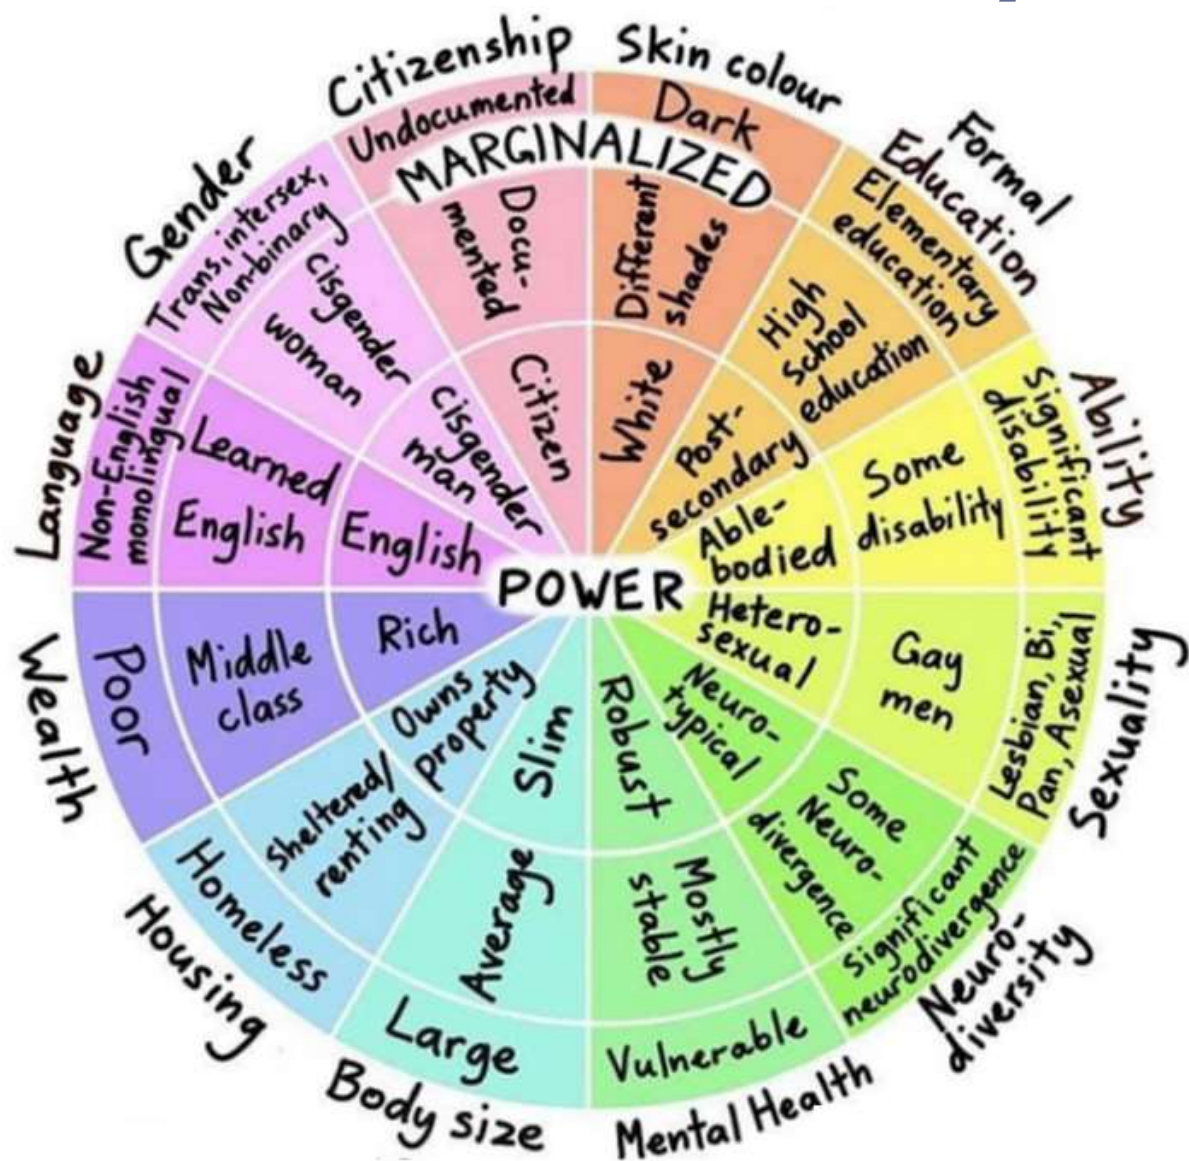 Citizenship
Undocumented
Docu-
mented
Citizen
Skin colour
Dark
Different
shades
White
Formal
Education
Elementary
education
High
school
education
Post-
secondary
Ability
Significant
disability
Some
disability
Able-
bodied
Sexuality
Lesbian, Bi,
Pan, Asexual
Gay
men
Hetero-
sexual
Neuro-
diversity
Significant
neurodivergence
Some
Neuro-
divergence
Neuro-
typical
Mental Health
Vulnerable
Mostly
stable
Robust
Body size
Large
Average
Slim
Housing
Homeless
Sheltered/
renting
Owns
property
Wealth
Poor
Middle
class
Rich
Language
Non-English
monolingual
Learned
English
English
Gender
Trans, intersex,
Non-binary
cisgender
woman
cisgender
man
MARGINALIZED
POWER